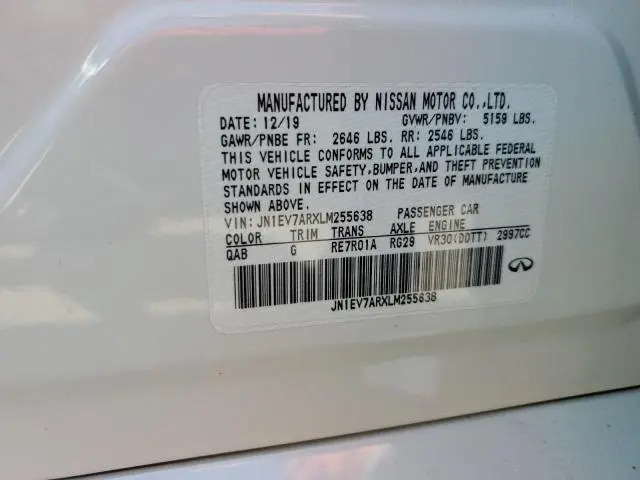 MANUFACTURED BY NISSAN MOTOR CO.,LTD.
DATE: 12/19 GVWR/PNBV: 5159 LBS.
GAWR/PNBE FR: 2646 LBS. RR: 2546 LBS.
THIS VEHICLE CONFORMS TO ALL APPLICABLE FEDERAL
MOTOR VEHICLE SAFETY,BUMPER,AND THEFT PREVENTION
STANDARDS IN EFFECT ON THE DATE OF MANUFACTURE
SHOWN ABOVE.
VIN:JN1EV7ARXLM255638 PASSENGER CAR
COLOR TRIM TRANS AXLE ENGINE
QAB G RE7R01A RG29 VR30(DDTT) 2997CC
JN1EV7ARXLM255638